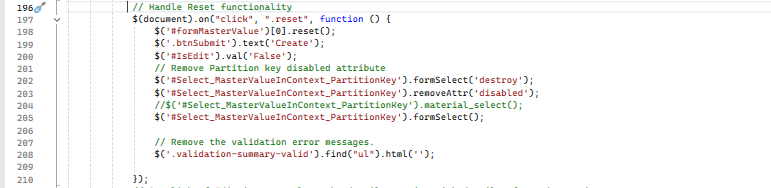 196 // Handle Reset functionality
197 $(document).on("click", ".reset", function () {
198 $('#formMasterValue')[0].reset();
199 $('.btnSubmit').text('Create');
200 $('#IsEdit').val('False');
201 // Remove Partition key disabled attribute
202 $('#Select_MasterValueInContext_PartitionKey').formSelect('destroy');
203 $('#Select_MasterValueInContext_PartitionKey').removeAttr('disabled');
204 //$('#Select_MasterValueInContext_PartitionKey').material_select();
205 $('#Select_MasterValueInContext_PartitionKey').formSelect();
206
207 // Remove the validation error messages.
208 $('.validation-summary-valid').find("ul").html('');
209
210 });